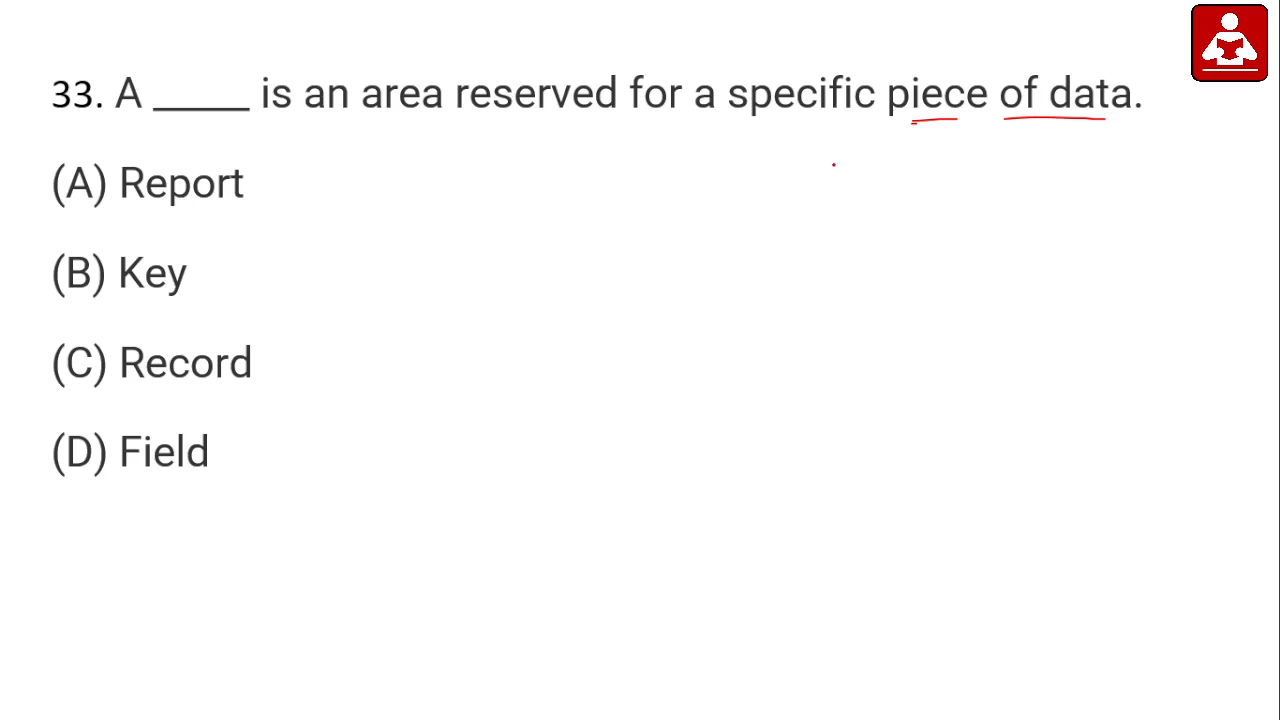 33. A _____ is an area reserved for a specific piece of data.
(A) Report
(B) Key
(C) Record
(D) Field